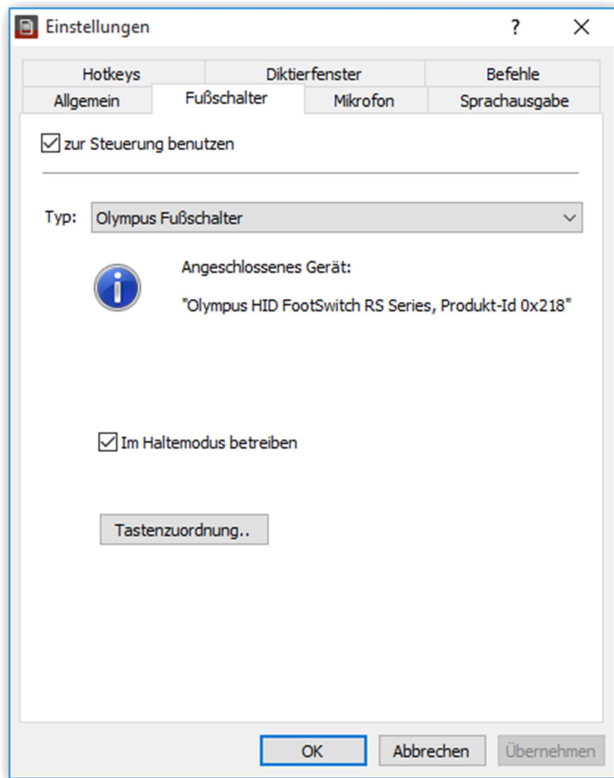 Einstellungen
?
Hotkeys
Diktierfenster
Befehle
Allgemein
Fußschalter
Mikrofon
Sprachausgabe
zur Steuerung benutzen
Typ: Olympus Fußschalter
Angeschlossenes Gerät:
"Olympus HID FootSwitch RS Series, Produkt-Id 0x218"
Im Haltemodus betreiben
Tastenzuordnung..
OK
Abbrechen
Übernehmen